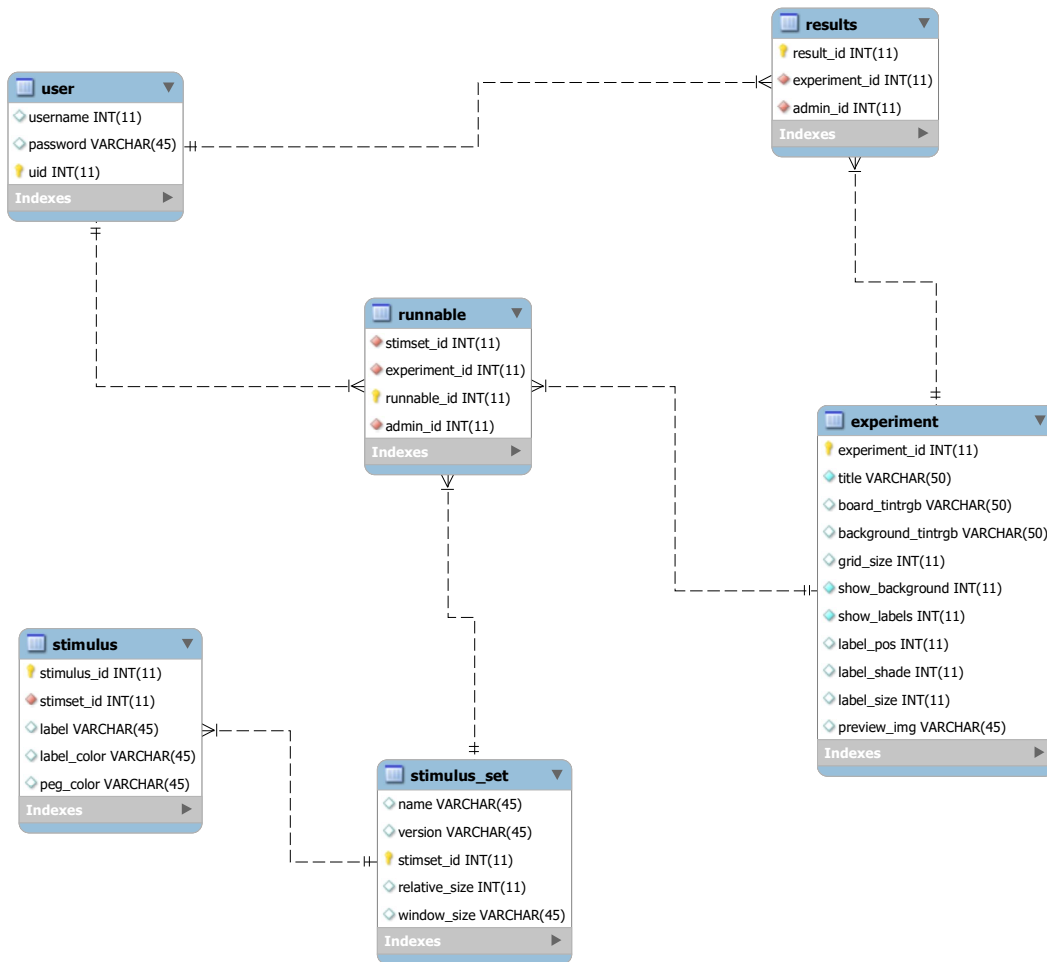 results
result_id INT(11)
experiment_id INT(11)
admin_id INT(11)
Indexes
user
username INT(11)
password VARCHAR(45)
uid INT(11)
Indexes
runnable
stimset_id INT(11)
experiment_id INT(11)
runnable_id INT(11)
admin_id INT(11)
Indexes
experiment
experiment_id INT(11)
title VARCHAR(50)
board_tintrgb VARCHAR(50)
background_tintrgb VARCHAR(50)
grid_size INT(11)
show_background INT(11)
show_labels INT(11)
label_pos INT(11)
label_shade INT(11)
label_size INT(11)
preview_img VARCHAR(45)
Indexes
stimulus
stimulus_id INT(11)
stimset_id INT(11)
label VARCHAR(45)
label_color VARCHAR(45)
peg_color VARCHAR(45)
Indexes
stimulus_set
name VARCHAR(45)
version VARCHAR(45)
stimset_id INT(11)
relative_size INT(11)
window_size VARCHAR(45)
Indexes